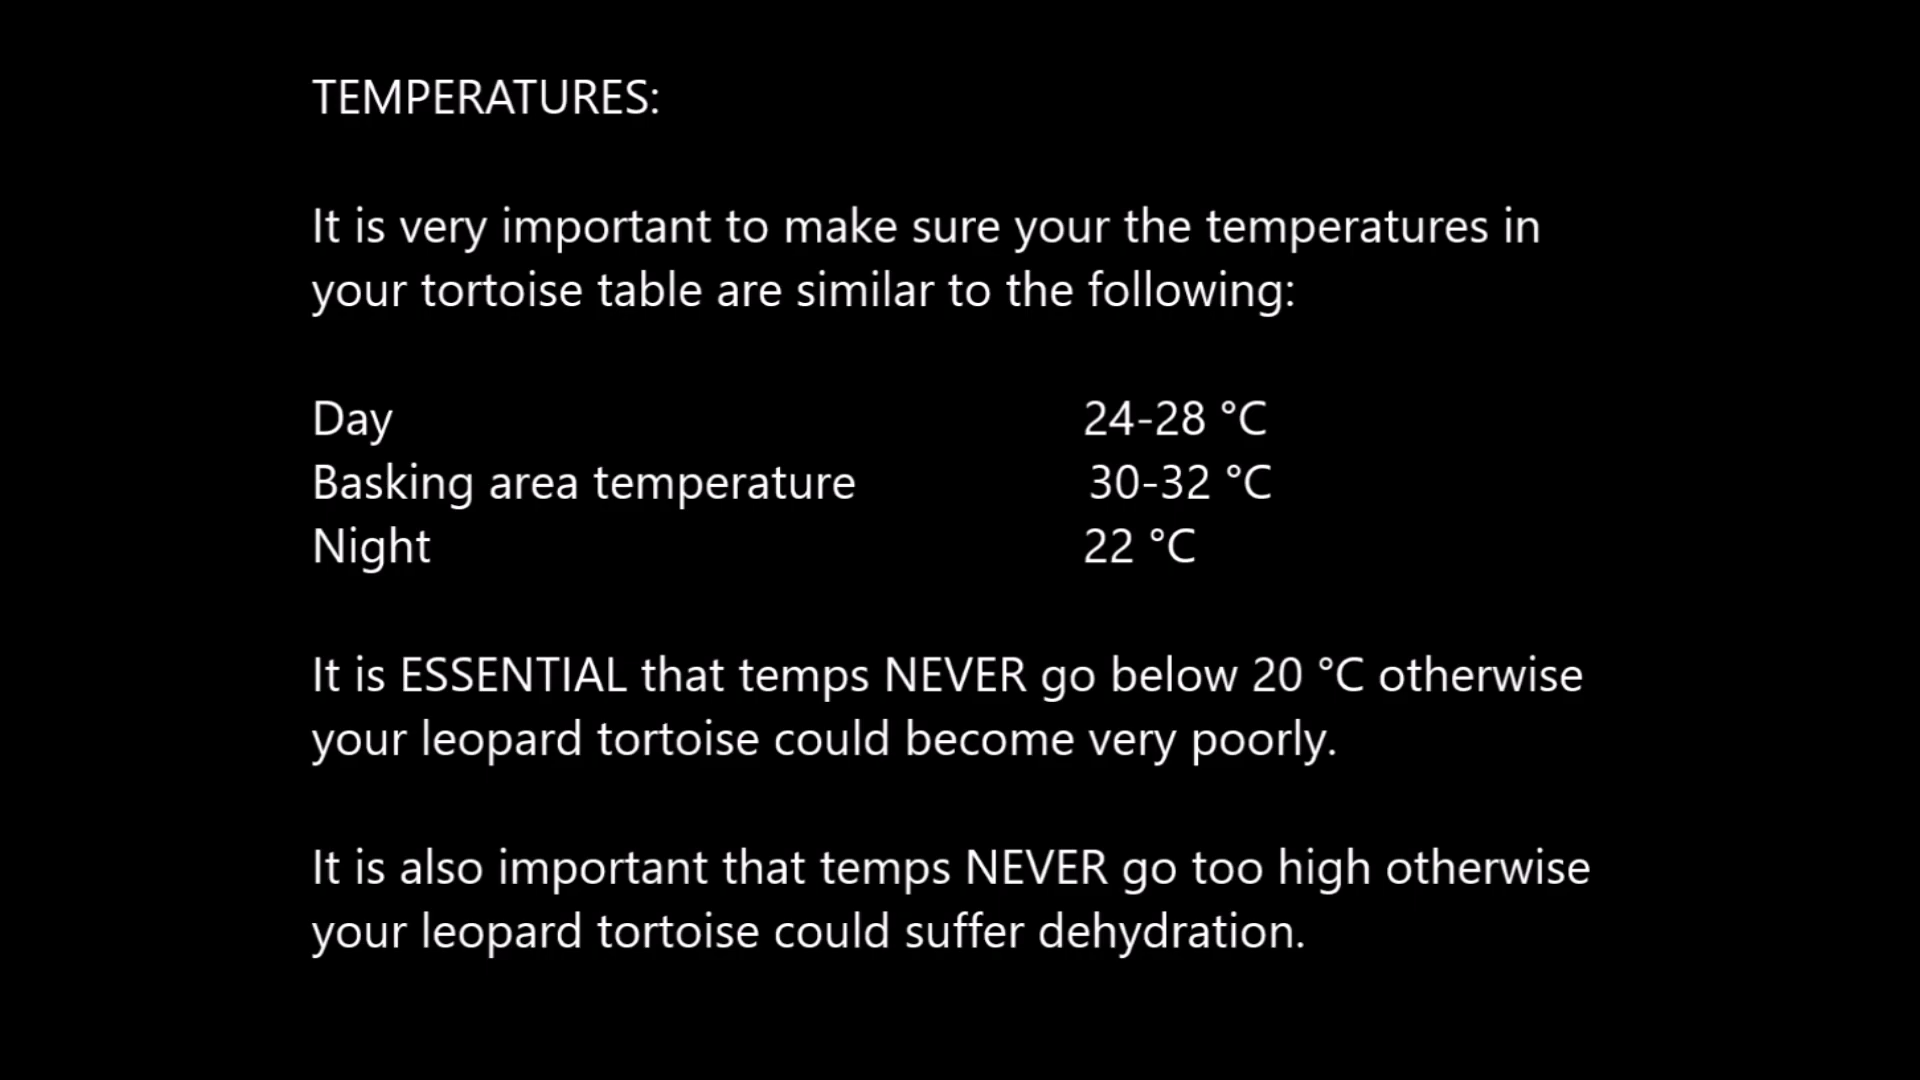 TEMPERATURES:
It is very important to make sure your the temperatures in
your tortoise table are similar to the following:
Day 24-28 °C
Basking area temperature 30-32 °C
Night 22 °C
It is ESSENTIAL that temps NEVER go below 20 °C otherwise
your leopard tortoise could become very poorly.
It is also important that temps NEVER go too high otherwise
your leopard tortoise could suffer dehydration.